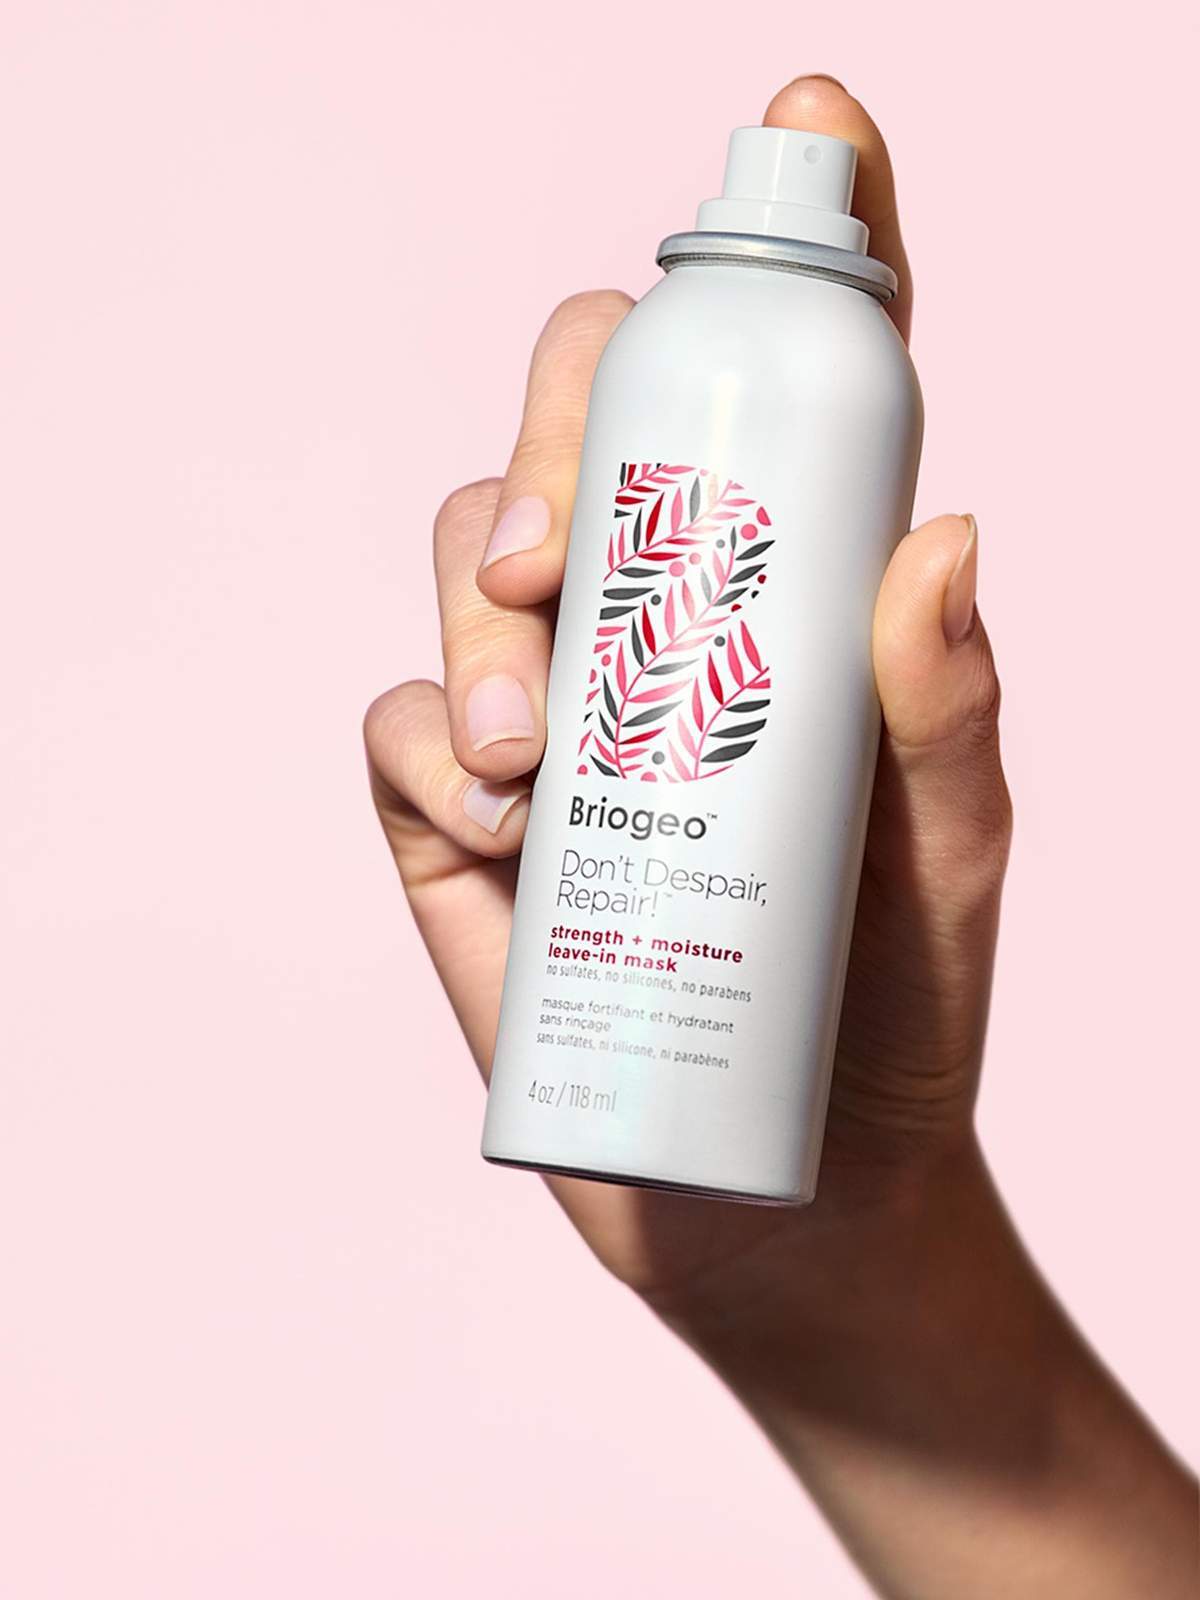 Briogeo™
Don't Despair,
Repair!™
strength + moisture
leave-in mask
no sulfates, no silicones, no parabens
masque fortifiant et hydratant
sans rinçage
sans sulfates, ni silicone, ni parabènes
4 oz / 118 ml